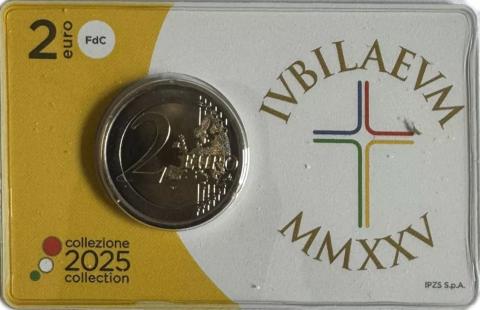 2 euro
FdC
2 EURO
IVBILAEVM
MMXXV
collezione
2025
collection
IPZS S.p.A.